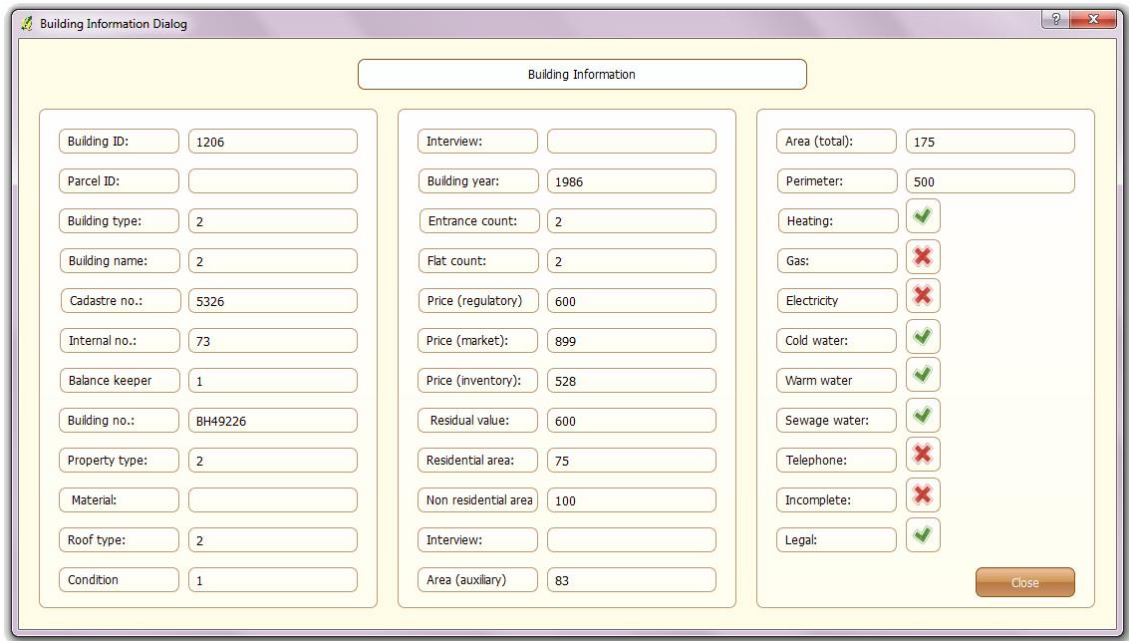 Building Information Dialog
Building Information
Building ID: 1206
Parcel ID:
Building type: 2
Building name: 2
Cadastre no.: 5326
Internal no.: 73
Balance keeper 1
Building no.: BH49226
Property type: 2
Material:
Roof type: 2
Condition 1
Interview:
Building year: 1986
Entrance count: 2
Flat count: 2
Price (regulatory) 600
Price (market): 899
Price (inventory): 528
Residual value: 600
Residential area: 75
Non residential area 100
Interview:
Area (auxiliary) 83
Area (total): 175
Perimeter: 500
Heating:
Gas:
Electricity
Cold water:
Warm water
Sewage water:
Telephone:
Incomplete:
Legal:
Close